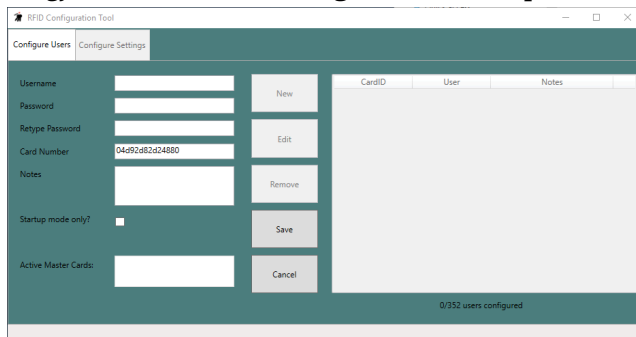 RFID Configuration Tool
Configure Users Configure Settings
Username
Password
Retype Password
Card Number 04d92d82d24880
Notes
Startup mode only?
Active Master Cards:
New
Edit
Remove
Save
Cancel
CardID User Notes
0/352 users configured